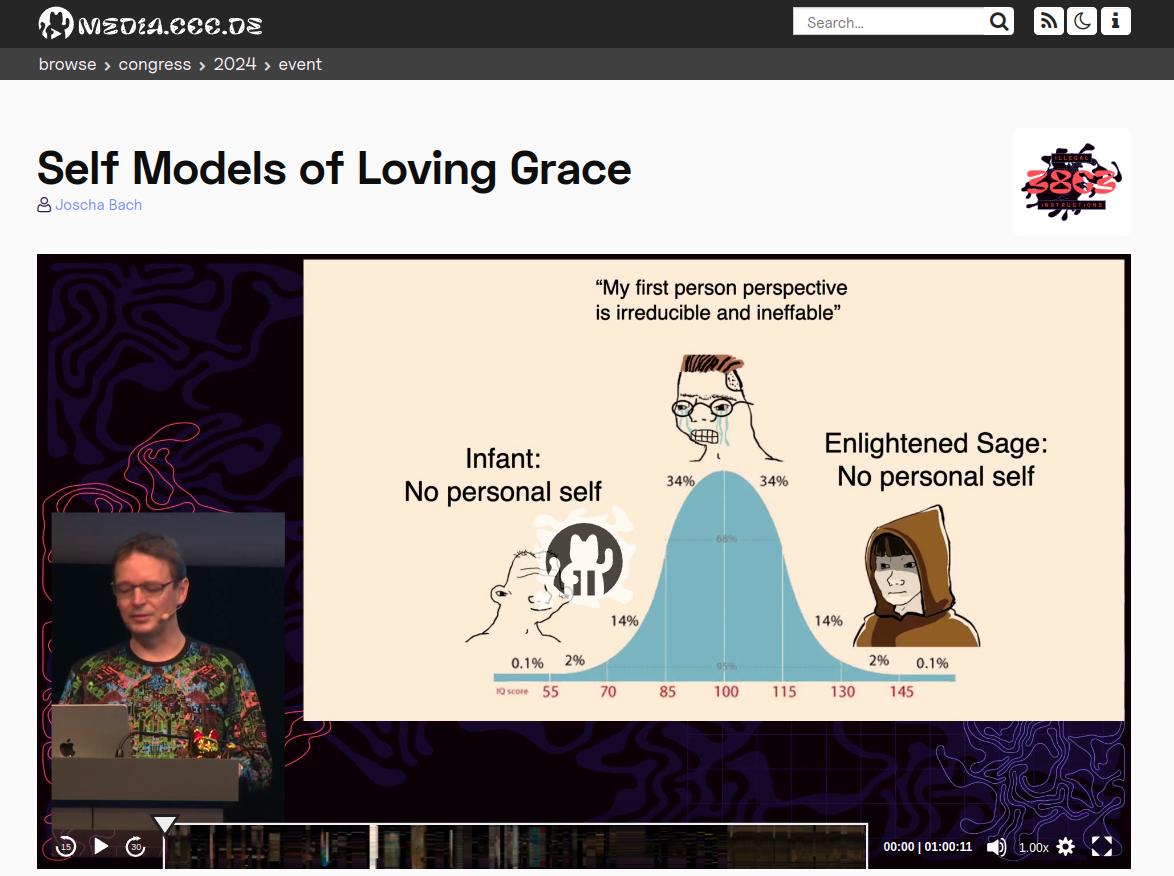 MEDIA.CCC.DE
Search...
browse › congress › 2024 › event
Self Models of Loving Grace
Joscha Bach
ILLEGAL
38C3
INSTRUCTIONS
“My first person perspective
is irreducible and ineffable”
Infant:
No personal self
Enlightened Sage:
No personal self
34% 34%
68%
14% 14%
0.1% 2% 95% 2% 0.1%
IQ score 55 70 85 100 115 130 145
15 30 00:00 | 01:00:11 1.00x